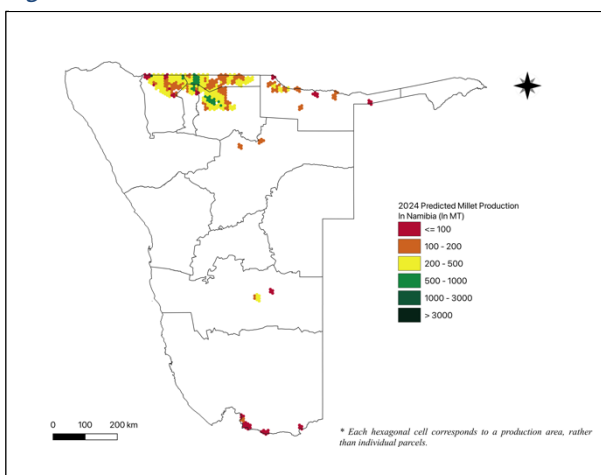 2024 Predicted Millet Production
In Namibia (In MT)
<= 100
100 - 200
200 - 500
500 - 1000
1000 - 3000
> 3000
0 100 200 km
* Each hexagonal cell corresponds to a production area, rather
than individual parcels.